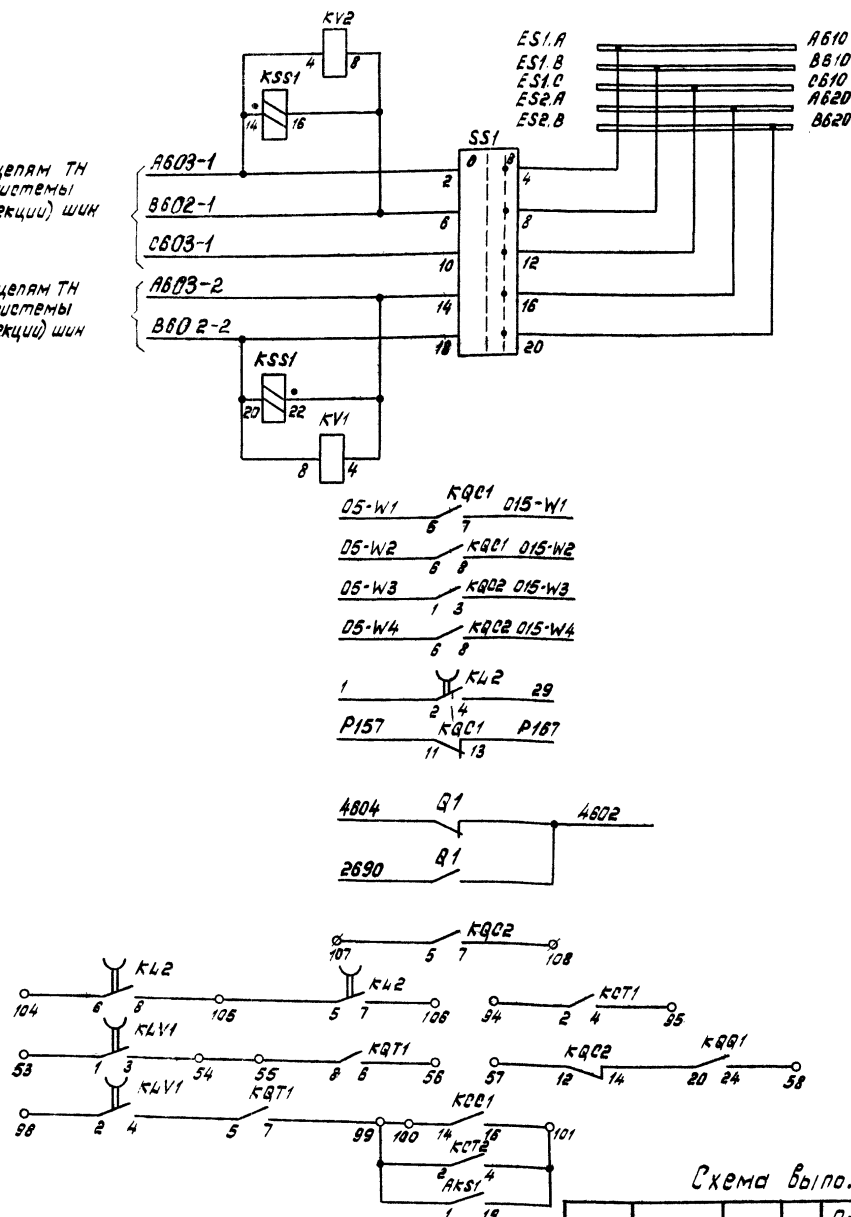 KV2
4 8
KSS1
14 16
ES1.A A610
ES1.B B610
ES1.C C610
ES2.A A620
ES2.B B620
SS1
0 B
цепям ТН
истемы
екции) шин
A603-1 2 4
B602-1 6 8
C603-1 10 12
цепям ТН
истемы
екции) шин
A603-2 14 16
B602-2 18 20
KSS1
20 22
KV1
8 4
05-W1 KQC1 015-W1
6 7
05-W2 KQC1 015-W2
6 8
05-W3 KQC2 015-W3
1 3
05-W4 KQC2 015-W4
6 8
1 KL2 29
2 4
P157 KQC1 P167
11 13
4604 Q1 4602
2690 Q1
KQC2
107 5 7 108
KL2 KL2 KCT1
104 6 8 105 5 7 106 94 2 4 95
KLV1 KQT1 KQC2 KQQ1
53 1 3 54 55 8 6 56 57 12 14 20 24 58
KLV1 KQT1 KCC1
98 2 4 5 7 99 100 14 16 101
KCT2
2 4
AKS1
1 19
Схема выпо